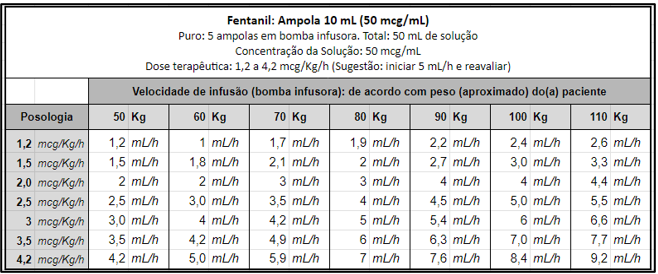 Fentanil: Ampola 10 mL (50 mcg/mL)
Puro: 5 ampolas em bomba infusora. Total: 50 mL de solução
Concentração da Solução: 50 mcg/mL
Dose terapêutica: 1,2 a 4,2 mcg/Kg/h (Sugestão: iniciar 5 mL/h e reavaliar)
Velocidade de infusão (bomba infusora): de acordo com peso (aproximado) do(a) paciente
Posologia 50 Kg 60 Kg 70 Kg 80 Kg 90 Kg 100 Kg 110 Kg
1,2 mcg/Kg/h 1,2 mL/h 1 mL/h 1,7 mL/h 1,9 mL/h 2,2 mL/h 2,4 mL/h 2,6 mL/h
1,5 mcg/Kg/h 1,5 mL/h 1,8 mL/h 2,1 mL/h 2 mL/h 2,7 mL/h 3,0 mL/h 3,3 mL/h
2,0 mcg/Kg/h 2 mL/h 2 mL/h 3 mL/h 3 mL/h 4 mL/h 4 mL/h 4,4 mL/h
2,5 mcg/Kg/h 2,5 mL/h 3,0 mL/h 3,5 mL/h 4 mL/h 4,5 mL/h 5,0 mL/h 5,5 mL/h
3 mcg/Kg/h 3,0 mL/h 4 mL/h 4,2 mL/h 5 mL/h 5,4 mL/h 6 mL/h 6,6 mL/h
3,5 mcg/Kg/h 3,5 mL/h 4,2 mL/h 4,9 mL/h 6 mL/h 6,3 mL/h 7,0 mL/h 7,7 mL/h
4,2 mcg/Kg/h 4,2 mL/h 5,0 mL/h 5,9 mL/h 7 mL/h 7,6 mL/h 8,4 mL/h 9,2 mL/h